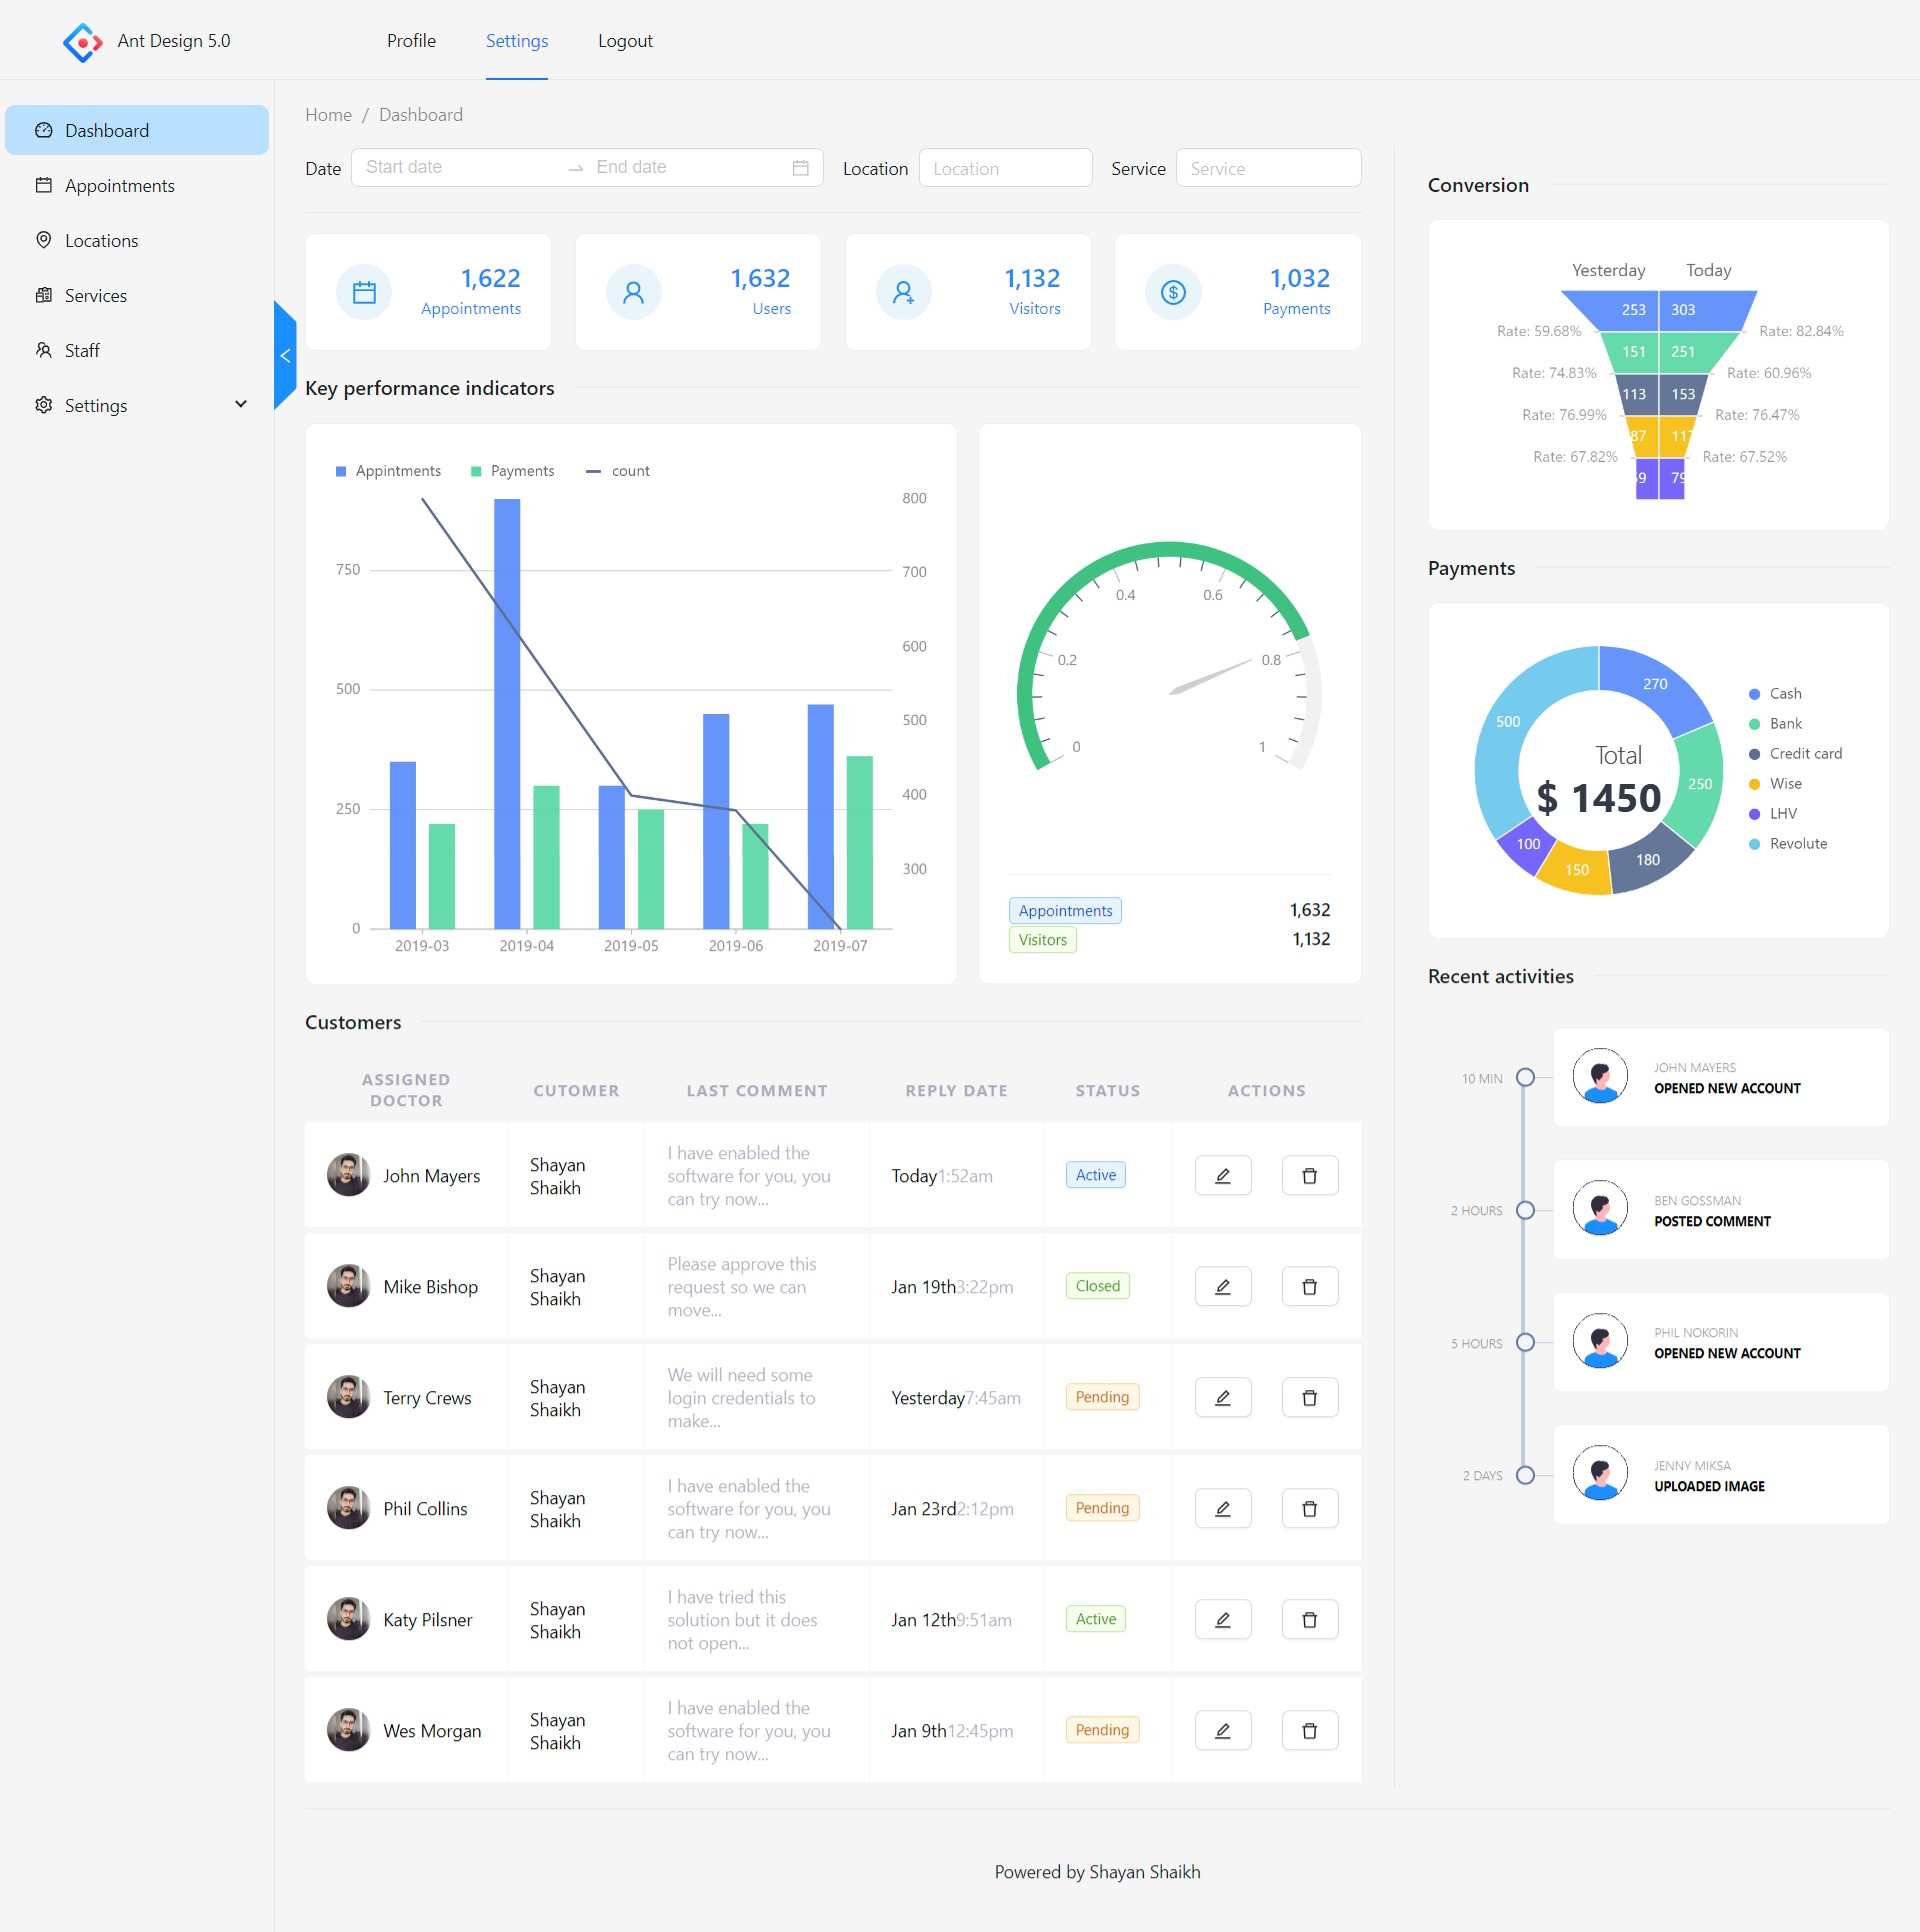 Ant Design 5.0
Profile
Settings
Logout
Dashboard
Appointments
Locations
Services
Staff
Settings
Home / Dashboard
Date
Start date
End date
Location
Location
Service
Service
1,622
Appointments
1,632
Users
1,132
Visitors
1,032
Payments
Key performance indicators
Appintments
Payments
count
750
500
250
0
800
700
600
500
400
300
2019-03
2019-04
2019-05
2019-06
2019-07
0
0.2
0.4
0.6
0.8
1
Appointments
1,632
Visitors
1,132
Customers
ASSIGNED
DOCTOR
CUTOMER
LAST COMMENT
REPLY DATE
STATUS
ACTIONS
John Mayers
Shayan
Shaikh
I have enabled the
software for you, you
can try now...
Today1:52am
Active
Mike Bishop
Shayan
Shaikh
Please approve this
request so we can
move...
Jan 19th3:22pm
Closed
Terry Crews
Shayan
Shaikh
We will need some
login credentials to
make...
Yesterday7:45am
Pending
Phil Collins
Shayan
Shaikh
I have enabled the
software for you, you
can try now...
Jan 23rd2:12pm
Pending
Katy Pilsner
Shayan
Shaikh
I have tried this
solution but it does
not open...
Jan 12th9:51am
Active
Wes Morgan
Shayan
Shaikh
I have enabled the
software for you, you
can try now...
Jan 9th12:45pm
Pending
Conversion
Yesterday
Today
253
303
Rate: 59.68%
Rate: 82.84%
151
251
Rate: 74.83%
Rate: 60.96%
113
153
Rate: 76.99%
Rate: 76.47%
87
117
Rate: 67.82%
Rate: 67.52%
79
Payments
270
250
180
150
100
500
Total
$ 1450
Cash
Bank
Credit card
Wise
LHV
Revolute
Recent activities
10 MIN
JOHN MAYERS
OPENED NEW ACCOUNT
2 HOURS
BEN GOSSMAN
POSTED COMMENT
5 HOURS
PHIL NOKORIN
OPENED NEW ACCOUNT
2 DAYS
JENNY MIKSA
UPLOADED IMAGE
Powered by Shayan Shaikh